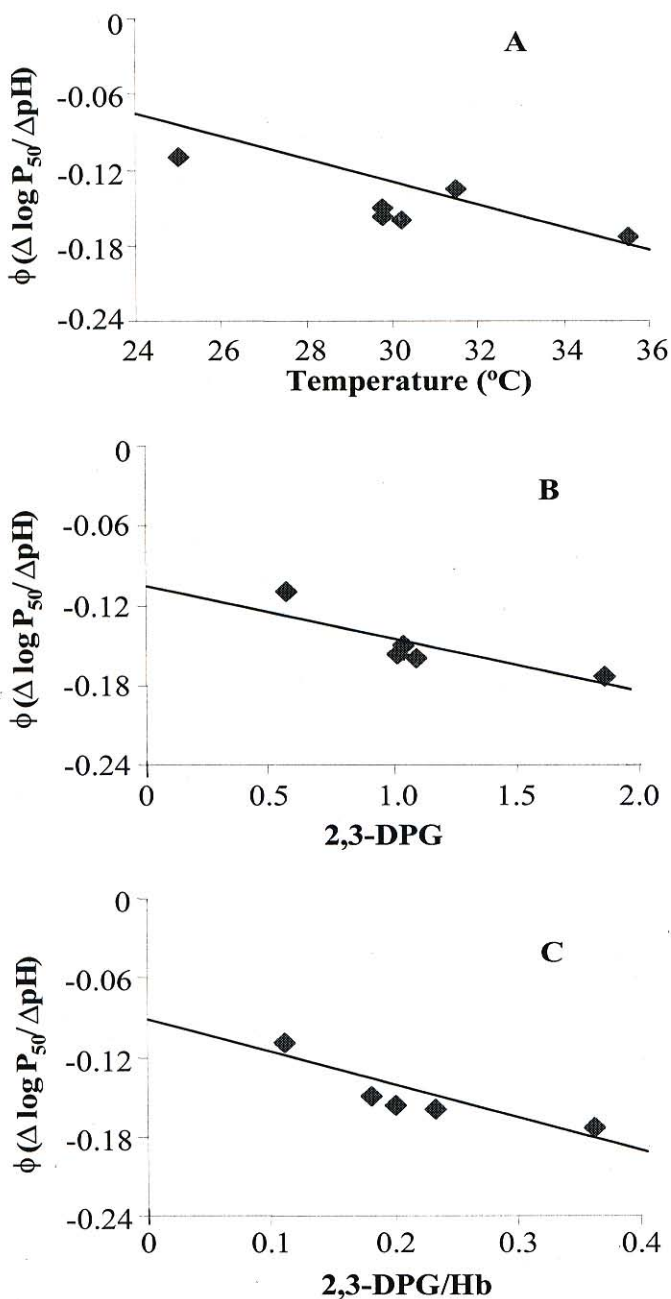 A
0
-0.06
-0.12
-0.18
-0.24
ϕ (Δ log P50/ΔpH)
24 26 28 30 32 34 36
Temperature (ºC)
B
0
-0.06
-0.12
-0.18
-0.24
ϕ (Δ log P50/ΔpH)
0 0.5 1.0 1.5 2.0
2,3-DPG
C
0
-0.06
-0.12
-0.18
-0.24
ϕ (Δ log P50/ΔpH)
0 0.1 0.2 0.3 0.4
2,3-DPG/Hb